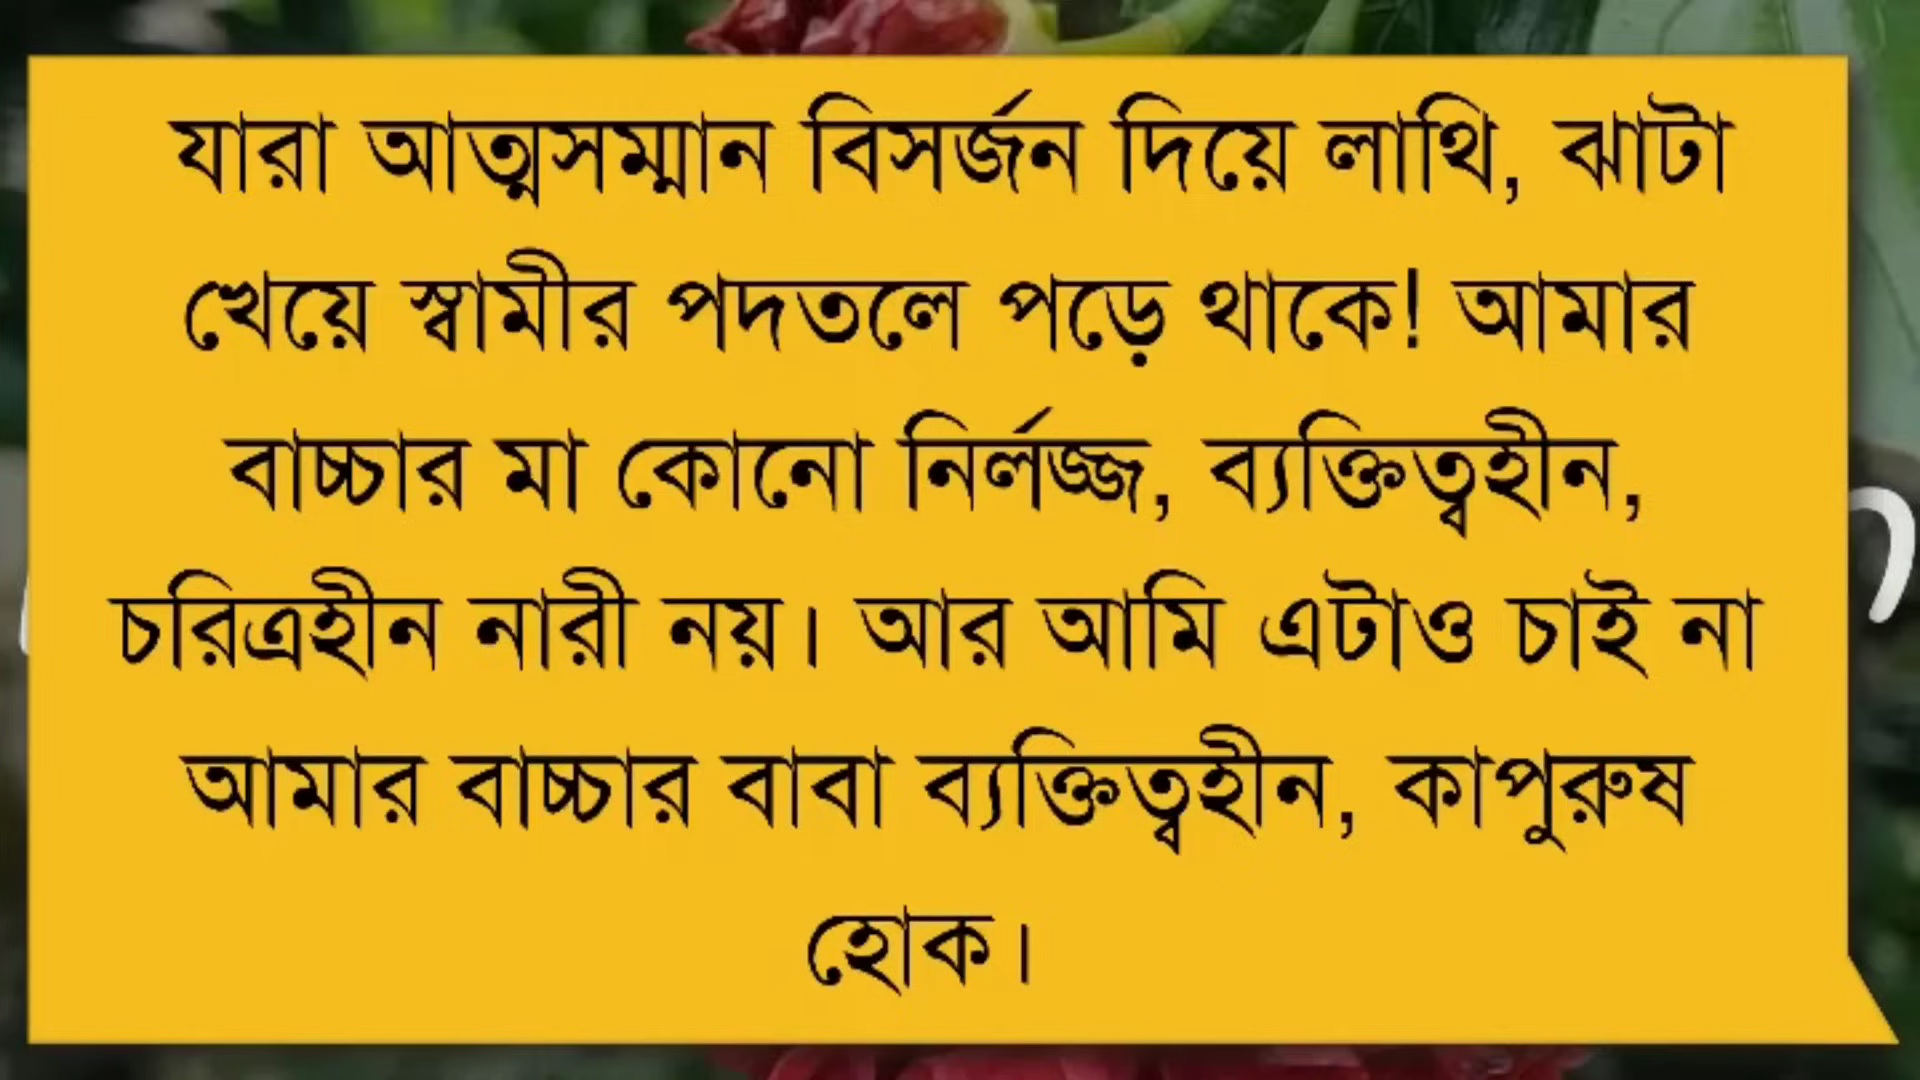 যারা আত্মসম্মান বিসর্জন দিয়ে লাথি, ঝাটা
খেয়ে স্বামীর পদতলে পড়ে থাকে! আমার
বাচ্চার মা কোনো নির্লজ্জ, ব্যক্তিত্বহীন,
চরিত্রহীন নারী নয়। আর আমি এটাও চাই না
আমার বাচ্চার বাবা ব্যক্তিত্বহীন, কাপুরুষ
হোক।